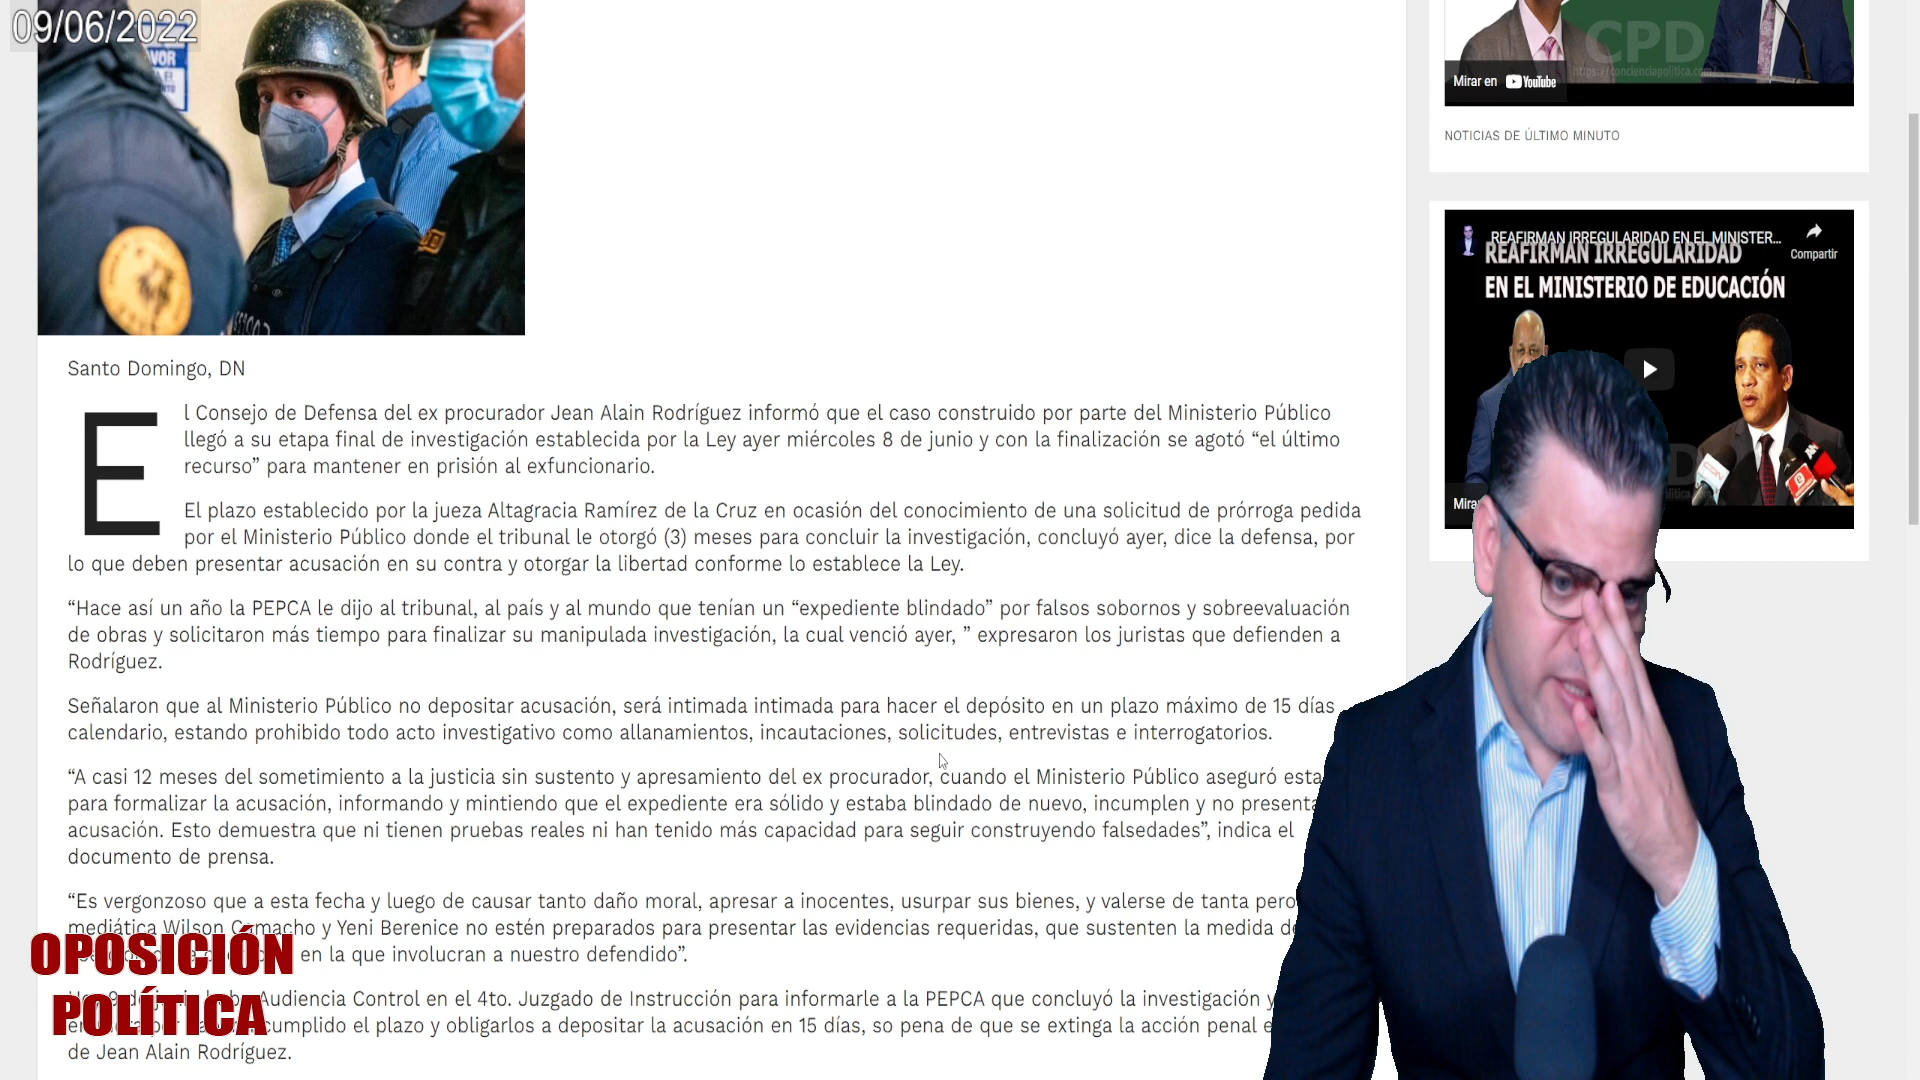 09/06/2022
Santo Domingo, DN
El Consejo de Defensa del ex procurador Jean Alain Rodríguez informó que el caso construido por parte del Ministerio Público
llegó a su etapa final de investigación establecida por la Ley ayer miércoles 8 de junio y con la finalización se agotó “el último
recurso” para mantener en prisión al exfuncionario.
El plazo establecido por la jueza Altagracia Ramírez de la Cruz en ocasión del conocimiento de una solicitud de prórroga pedida
por el Ministerio Público donde el tribunal le otorgó (3) meses para concluir la investigación, concluyó ayer, dice la defensa, por
lo que deben presentar acusación en su contra y otorgar la libertad conforme lo establece la Ley.
“Hace así un año la PEPCA le dijo al tribunal, al país y al mundo que tenían un “expediente blindado” por falsos sobornos y sobreevaluación
de obras y solicitaron más tiempo para finalizar su manipulada investigación, la cual venció ayer, ” expresaron los juristas que defienden a
Rodríguez.
Señalaron que al Ministerio Público no depositar acusación, será intimada intimada para hacer el depósito en un plazo máximo de 15 días
calendario, estando prohibido todo acto investigativo como allanamientos, incautaciones, solicitudes, entrevistas e interrogatorios.
“A casi 12 meses del sometimiento a la justicia sin sustento y apresamiento del ex procurador, cuando el Ministerio Público aseguró
para formalizar la acusación, informando y mintiendo que el expediente era sólido y estaba blindado de nuevo, incumplen y no
acusación. Esto demuestra que ni tienen pruebas reales ni han tenido más capacidad para seguir construyendo falsedades”, indica el
documento de prensa.
“Es vergonzoso que a esta fecha y luego de causar tanto daño moral, apresar a inocentes, usurpar sus bienes, y valerse de tanta
mediática Wilson Camacho y Yeni Berenice no estén preparados para presentar las evidencias requeridas, que sustenten la medida
en la que involucran a nuestro defendido”.
Audiencia Control en el 4to. Juzgado de Instrucción para informarle a la PEPCA que concluyó la investigación y
cumplido el plazo y obligarlos a depositar la acusación en 15 días, so pena de que se extinga la acción penal
de Jean Alain Rodríguez.
OPOSICIÓN
POLÍTICA
CPD
https://concienciapolitica.com/
Mirar en YouTube
NOTICIAS DE ÚLTIMO MINUTO
REAFIRMAN IRREGULARIDAD EN EL MINISTER...
Compartir
REAFIRMAN IRREGULARIDAD
EN EL MINISTERIO DE EDUCACIÓN